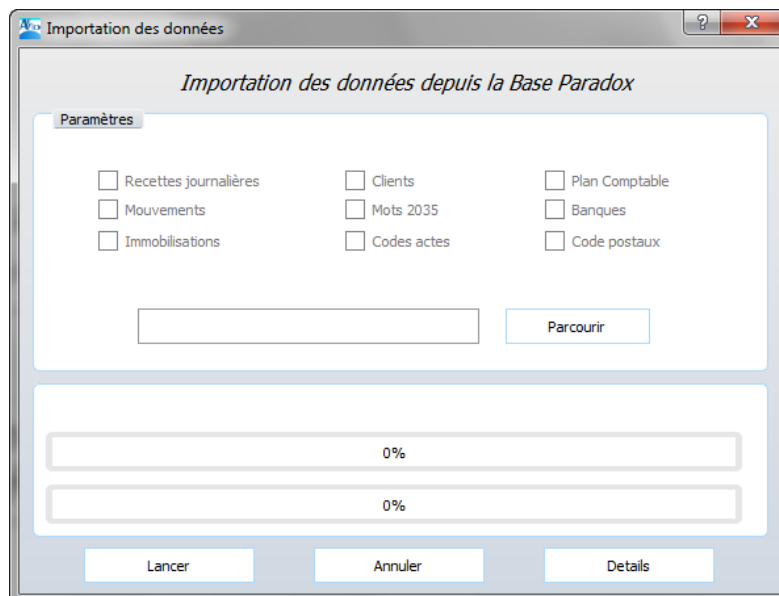 Importation des données
Importation des données depuis la Base Paradox
Paramètres
Recettes journalières Clients Plan Comptable
Mouvements Mots 2035 Banques
Immobilisations Codes actes Code postaux
Parcourir
0%
0%
Lancer Annuler Details